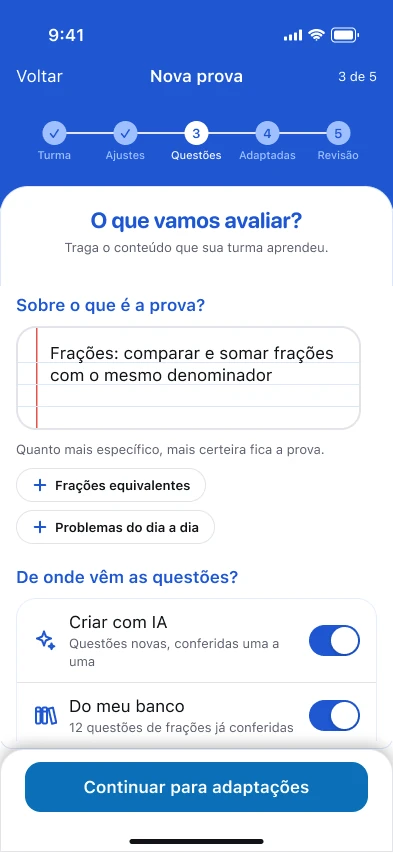 9:41
Voltar
Nova prova
3 de 5
3
4
5
Turma
Ajustes
Questões
Adaptadas
Revisão
O que vamos avaliar?
Traga o conteúdo que sua turma aprendeu.
Sobre o que é a prova?
Frações: comparar e somar frações
com o mesmo denominador
Quanto mais específico, mais certeira fica a prova.
Frações equivalentes
Problemas do dia a dia
De onde vêm as questões?
Criar com IA
Questões novas, conferidas uma a
uma
Do meu banco
12 questões de frações já conferidas
Continuar para adaptações